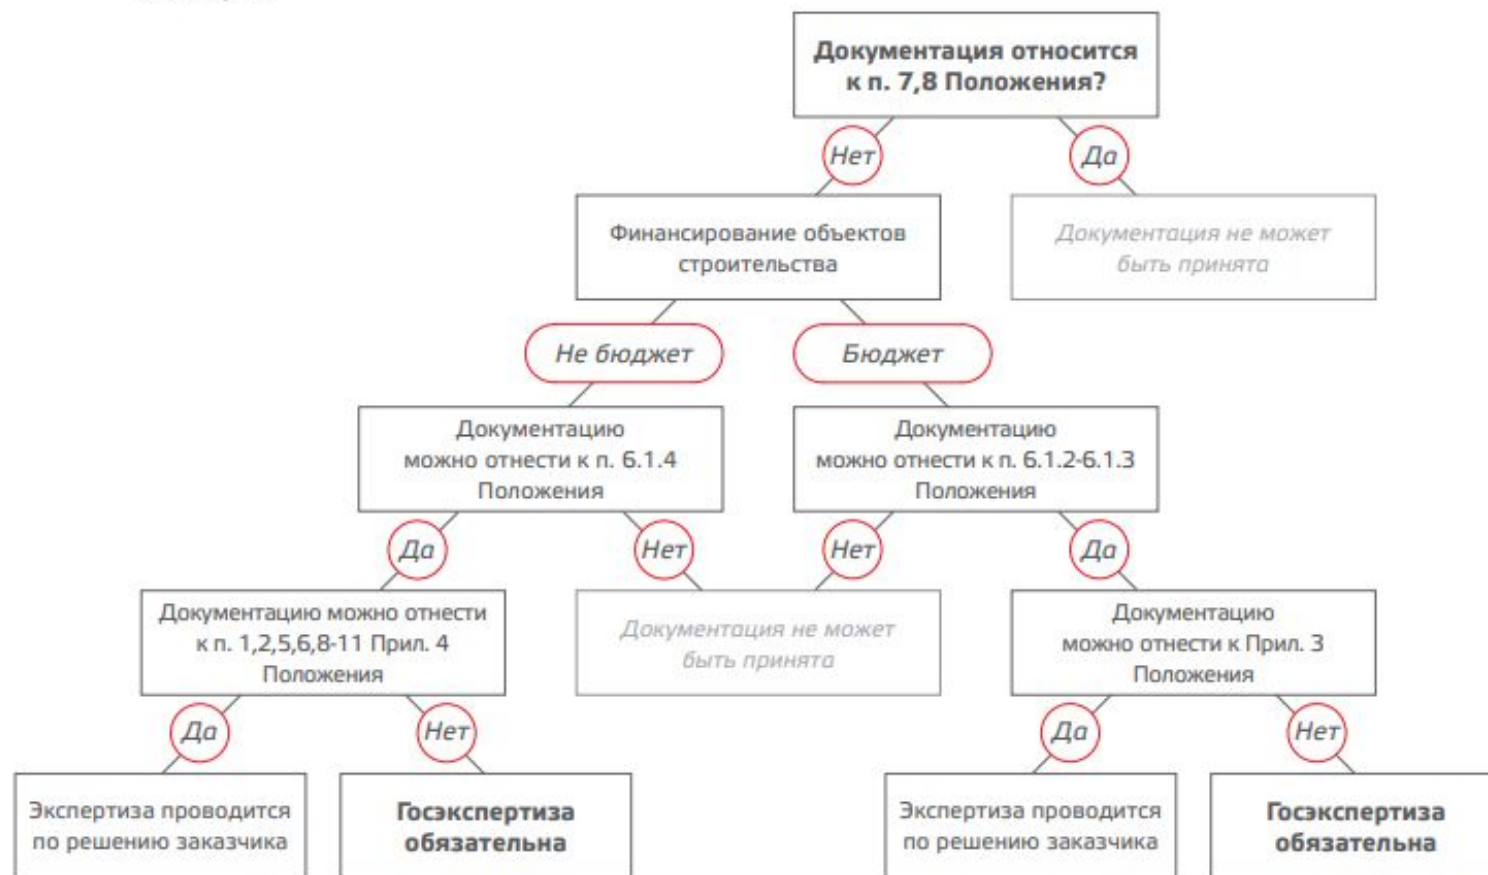 Документация относится
к п. 7,8 Положения?
Нет
Да
Финансирование объектов
строительства
Документация не может
быть принята
Не бюджет
Бюджет
Документацию
можно отнести к п. 6.1.4
Положения
Документацию
можно отнести к п. 6.1.2-6.1.3
Положения
Да
Нет
Нет
Да
Документацию можно отнести
к п. 1,2,5,6,8-11 Прил. 4
Положения
Документация не может
быть принята
Документацию
можно отнести к Прил. 3
Положения
Да
Нет
Да
Нет
Экспертиза проводится
по решению заказчика
Госэкспертиза
обязательна
Экспертиза проводится
по решению заказчика
Госэкспертиза
обязательна